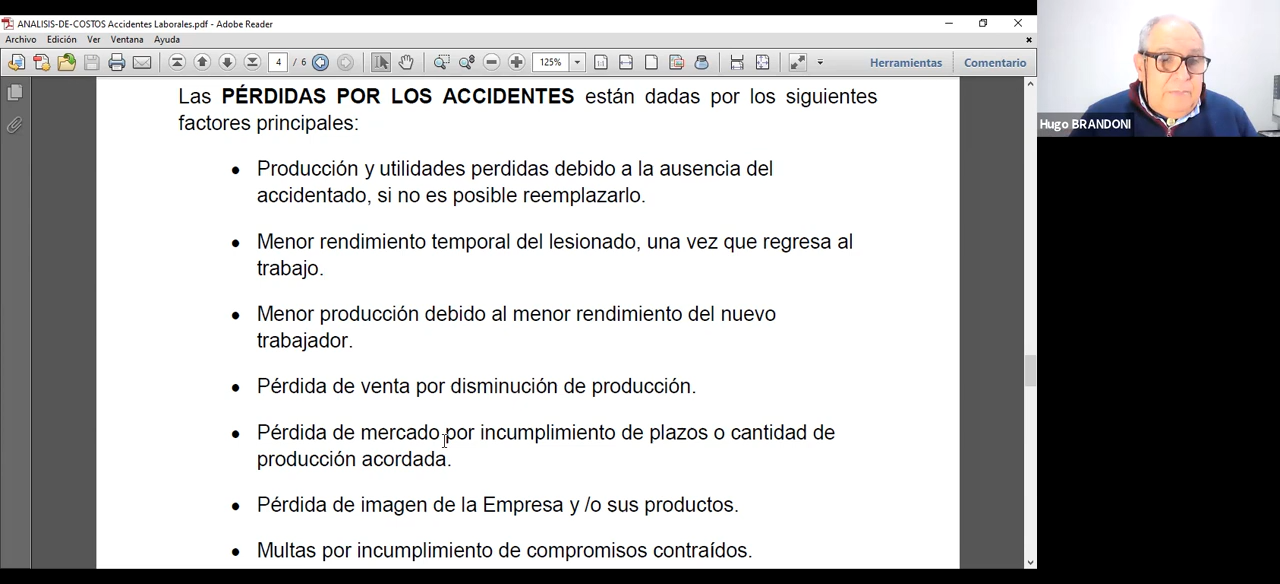 ANALISIS-DE-COSTOS Accidentes Laborales.pdf - Adobe Reader
Archivo Edición Ver Ventana Ayuda
4 / 6 125% Herramientas Comentario
Las PÉRDIDAS POR LOS ACCIDENTES están dadas por los siguientes
factores principales:
• Producción y utilidades perdidas debido a la ausencia del
accidentado, si no es posible reemplazarlo.
• Menor rendimiento temporal del lesionado, una vez que regresa al
trabajo.
• Menor producción debido al menor rendimiento del nuevo
trabajador.
• Pérdida de venta por disminución de producción.
• Pérdida de mercado por incumplimiento de plazos o cantidad de
producción acordada.
• Pérdida de imagen de la Empresa y /o sus productos.
• Multas por incumplimiento de compromisos contraídos.
Hugo BRANDONI